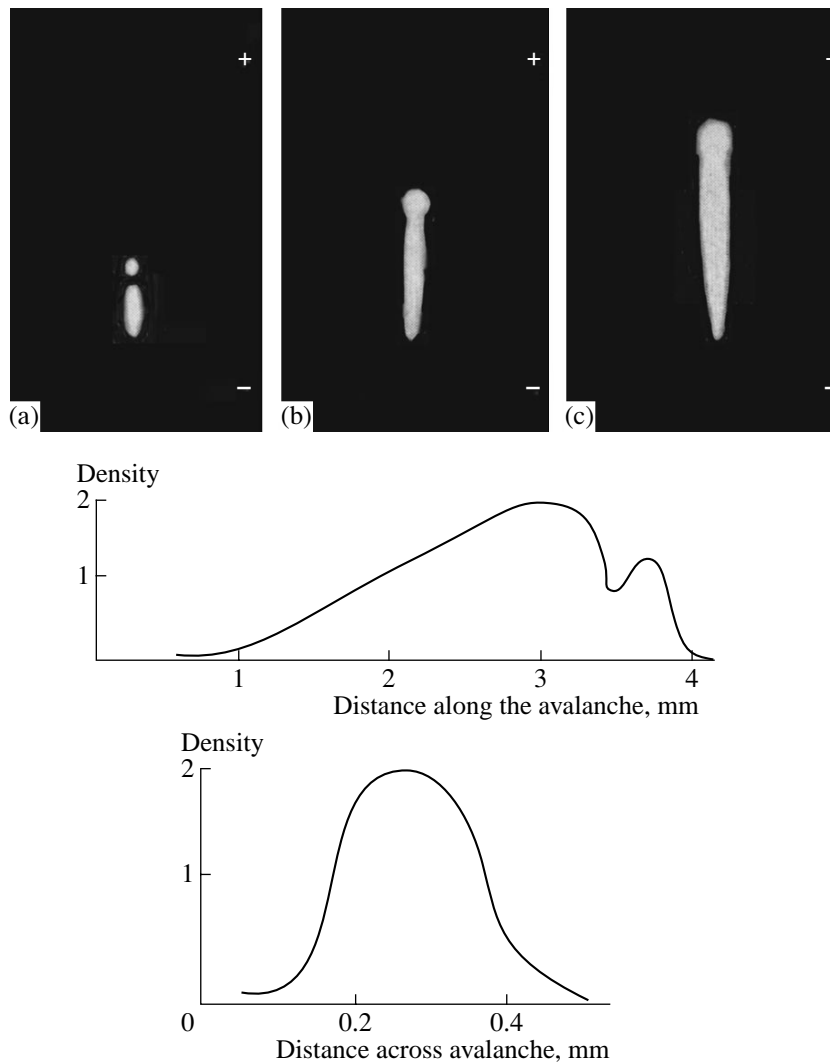 +
+
−
−
(a)
(b)
(c)
Density
2
1
1
2
3
4
Distance along the avalanche, mm
Density
2
1
0
0.2
0.4
Distance across avalanche, mm